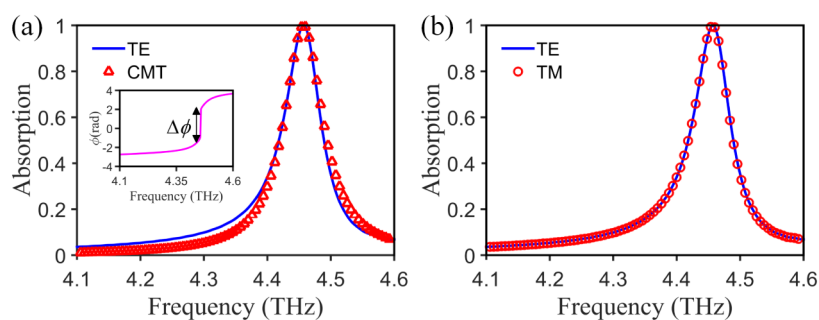 (a)
Absorption
1
0.8
0.6
0.4
0.2
0
TE
CMT
ϕ(rad)
4
2
0
-2
-4
Δϕ
4.1 4.35 4.6
Frequency (THz)
4.1 4.2 4.3 4.4 4.5 4.6
Frequency (THz)
(b)
Absorption
1
0.8
0.6
0.4
0.2
0
TE
TM
4.1 4.2 4.3 4.4 4.5 4.6
Frequency (THz)